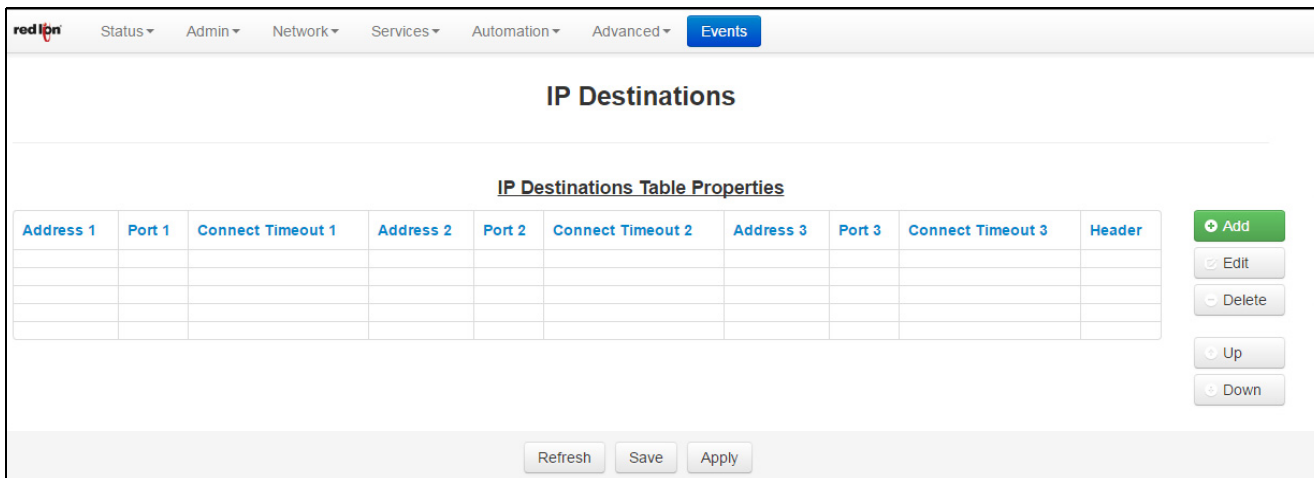 red lion Status Admin Network Services Automation Advanced Events
IP Destinations
IP Destinations Table Properties
Address 1 Port 1 Connect Timeout 1 Address 2 Port 2 Connect Timeout 2 Address 3 Port 3 Connect Timeout 3 Header
Add
Edit
Delete
Up
Down
Refresh Save Apply